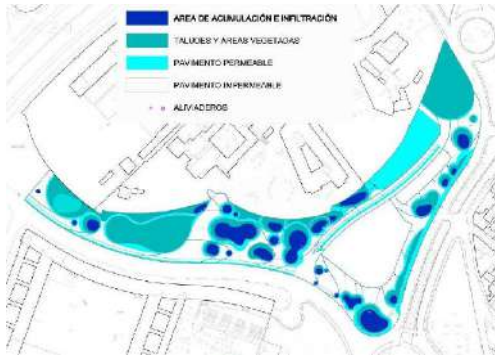 AREA DE ACUMULACIÓN E INFILTRACIÓN
TALUDES Y AREAS VEGETADAS
PAVIMENTO PERMEABLE
PAVIMENTO IMPERMEABLE
ALIVIADEROS